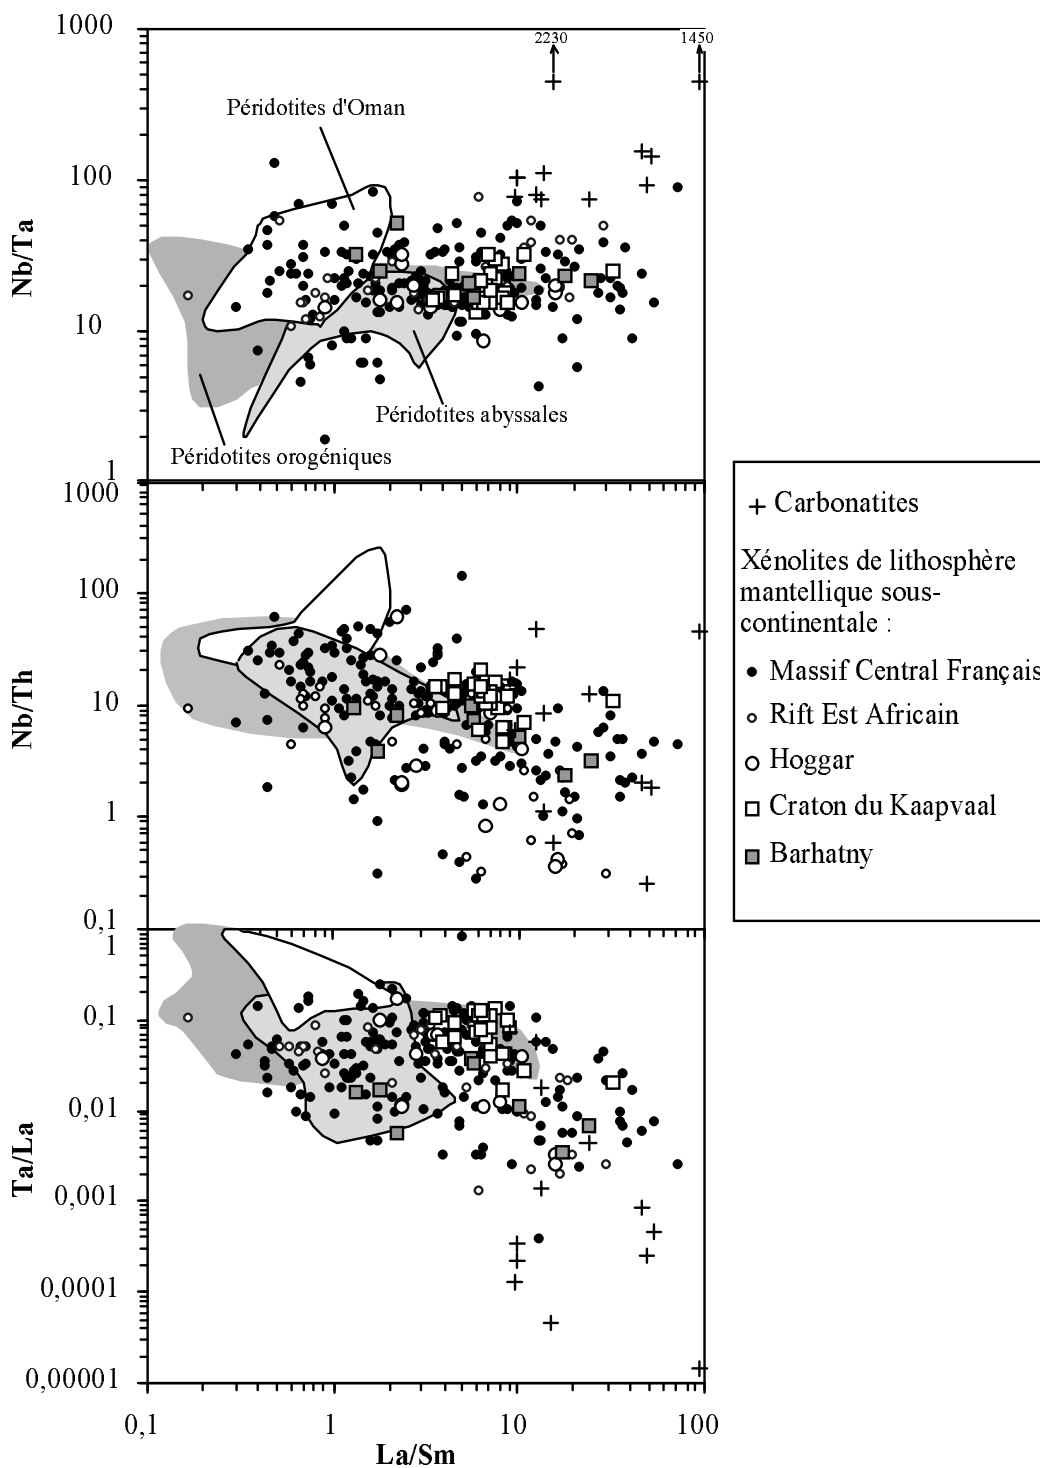 1000
2230
1450
Péridotites d'Oman
100
Nb/Ta
10
Péridotites abyssales
Péridotites orogéniques
1
1000
100
Nb/Th
10
1
0,1
1
0,1
0,01
Ta/La
0,001
0,0001
0,00001
0,1
1
10
100
La/Sm
Carbonatites
Xénolites de lithosphère
mantellique sous-
continentale :
Massif Central Français
Rift Est Africain
Hoggar
Craton du Kaapvaal
Barhatny